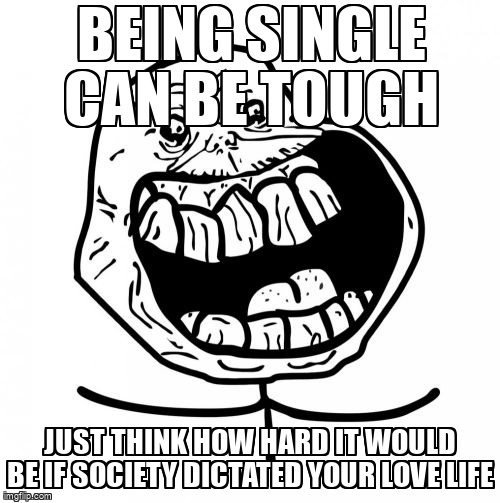 BEING SINGLE
CAN BE TOUGH
JUST THINK HOW HARD IT WOULD
BE IF SOCIETY DICTATED YOUR LOVE LIFE
imgflip.com